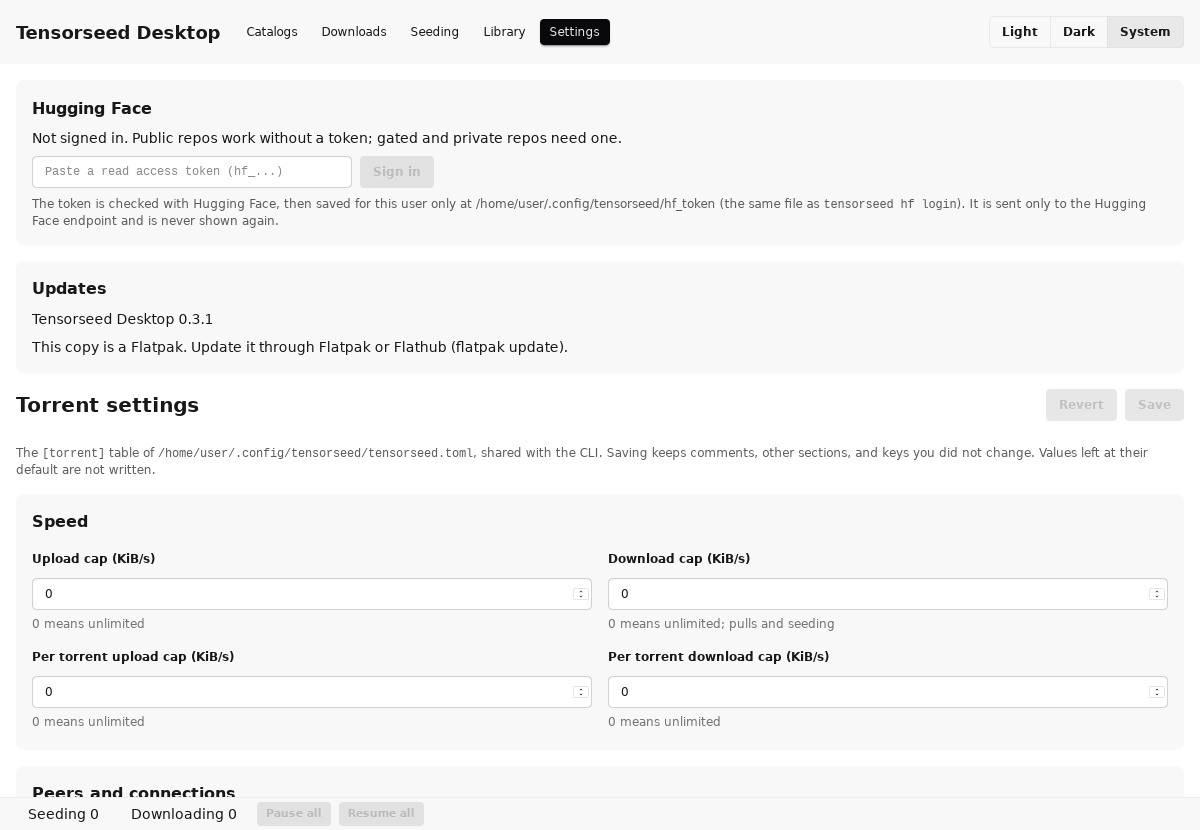 Tensorseed Desktop
Catalogs
Downloads
Seeding
Library
Settings
Light
Dark
System
Hugging Face
Not signed in. Public repos work without a token; gated and private repos need one.
Paste a read access token (hf_...)
Sign in
The token is checked with Hugging Face, then saved for this user only at /home/user/.config/tensorseed/hf_token (the same file as tensorseed hf login). It is sent only to the Hugging
Face endpoint and is never shown again.
Updates
Tensorseed Desktop 0.3.1
This copy is a Flatpak. Update it through Flatpak or Flathub (flatpak update).
Torrent settings
Revert
Save
The [torrent] table of /home/user/.config/tensorseed/tensorseed.toml, shared with the CLI. Saving keeps comments, other sections, and keys you did not change. Values left at their
default are not written.
Speed
Upload cap (KiB/s)
Download cap (KiB/s)
0
0
0 means unlimited
0 means unlimited; pulls and seeding
Per torrent upload cap (KiB/s)
Per torrent download cap (KiB/s)
0
0
0 means unlimited
0 means unlimited
Peers and connections
Seeding 0
Downloading 0
Pause all
Resume all